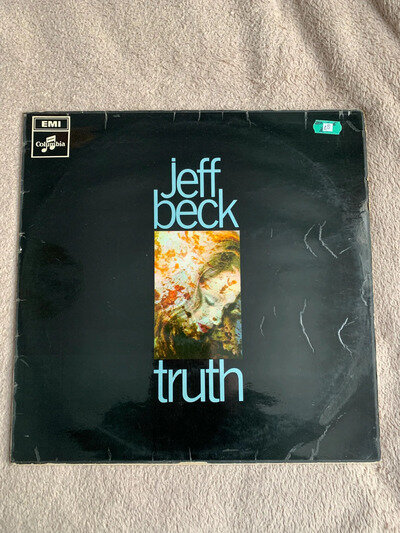 EMI
Columbia
jeff
beck
truth